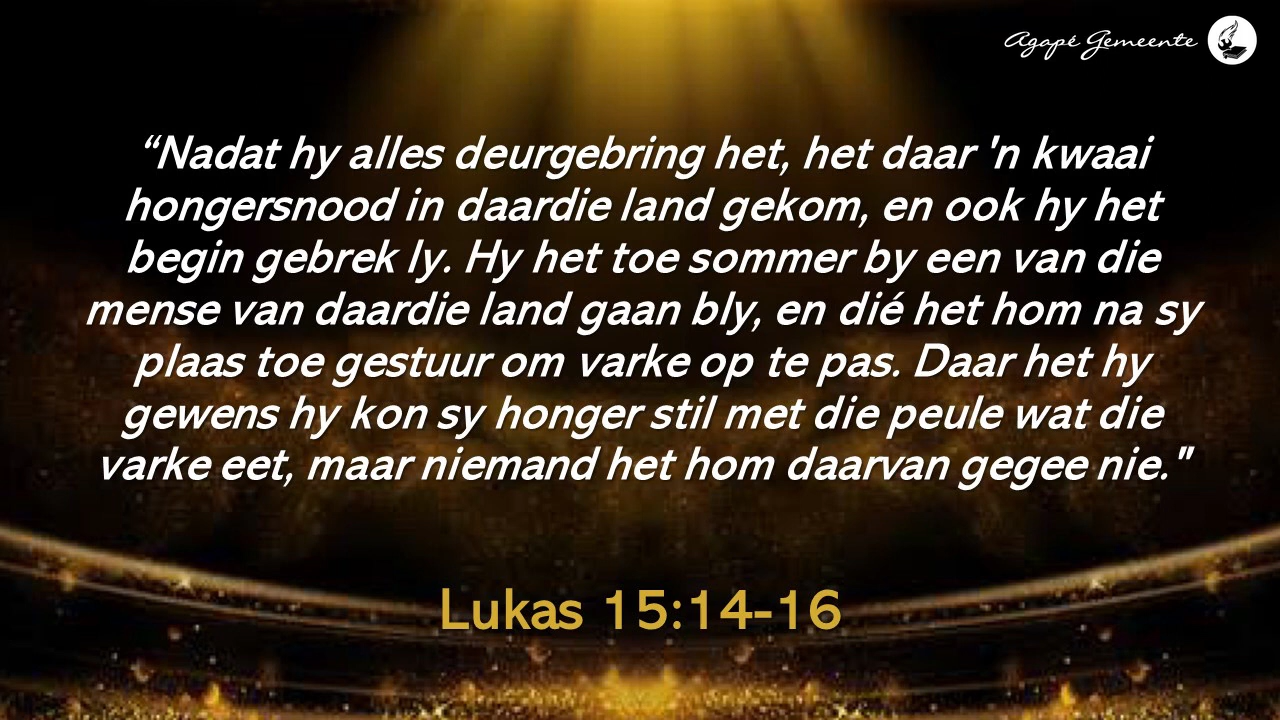 Agapé Gemeente
“Nadat hy alles deurgebring het, het daar 'n kwaai
hongersnood in daardie land gekom, en ook hy het
begin gebrek ly. Hy het toe sommer by een van die
mense van daardie land gaan bly, en dié het hom na sy
plaas toe gestuur om varke op te pas. Daar het hy
gewens hy kon sy honger stil met die peule wat die
varke eet, maar niemand het hom daarvan gegee nie."
Lukas 15:14-16